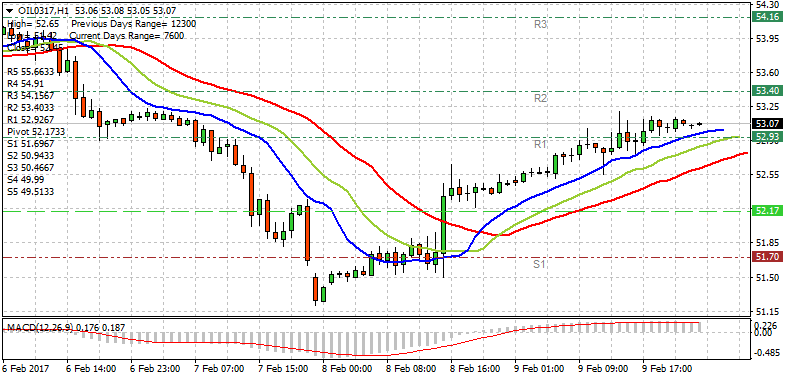 OIL0317,H1 53.06 53.08 53.05 53.07
High= 52.65 Previous Days Range= 12300
Current Days Range= 7600
R5 55.6633
R4 54.91
R3 54.1567
R2 53.4033
R1 52.9267
Pivot 52.1733
S1 51.6967
S2 50.9433
S3 50.4667
S4 49.99
S5 49.5133
R3
R2
R1
S1
54.30
54.16
53.95
53.60
53.40
53.25
53.07
52.93
52.55
52.17
51.85
51.70
51.50
51.15
MACD(12,26,9) 0.176 0.187
0.226
0.00
-0.485
6 Feb 2017
6 Feb 14:00
6 Feb 23:00
7 Feb 07:00
7 Feb 15:00
8 Feb 00:00
8 Feb 08:00
8 Feb 16:00
9 Feb 01:00
9 Feb 09:00
9 Feb 17:00